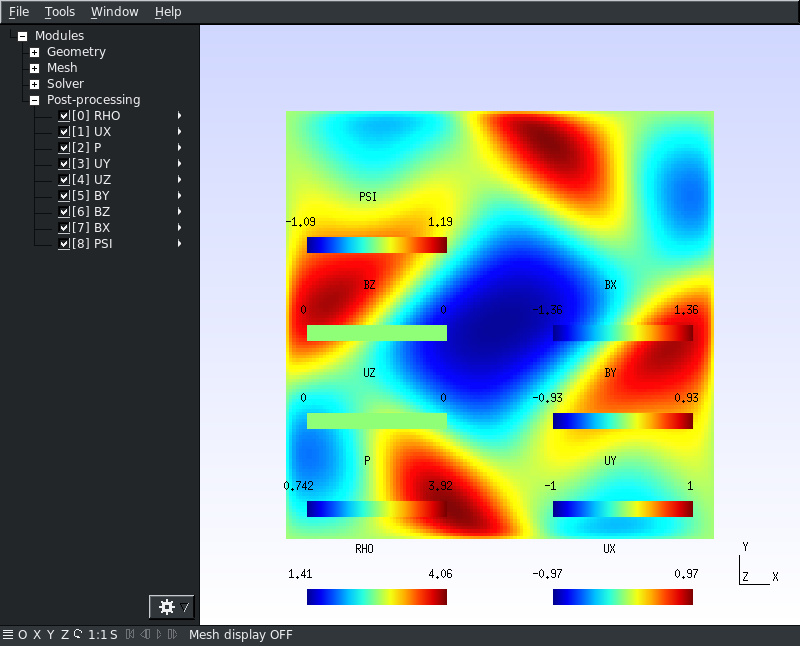 File Tools Window Help
Modules
Geometry
Mesh
Solver
Post-processing
[0] RHO
[1] UX
[2] P
[3] UY
[4] UZ
[5] BY
[6] BZ
[7] BX
[8] PSI
PSI
-1.09 1.19
BZ BX
0 0 -1.36 1.36
UZ BY
0 0 -0.93 0.93
P UY
0.742 3.92 -1 1
RHO UX
1.41 4.06 -0.97 0.97
Y
Z X
O X Y Z 1:1 S Mesh display OFF